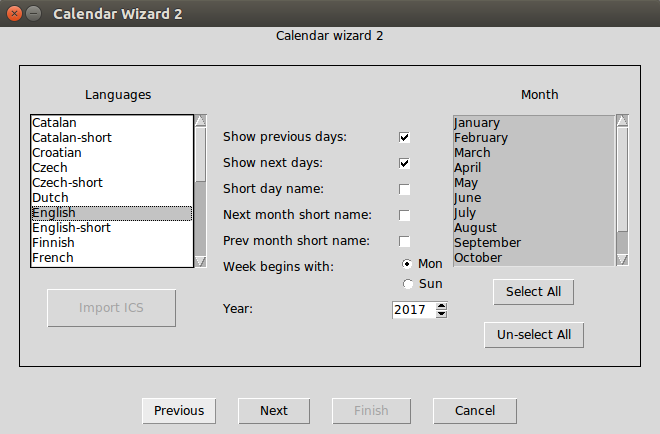 Calendar Wizard 2
Calendar wizard 2
Languages
Catalan
Catalan-short
Croatian
Czech
Czech-short
Dutch
English
English-short
Finnish
French
Import ICS
Show previous days:
Show next days:
Short day name:
Next month short name:
Prev month short name:
Week begins with:
Mon
Sun
Year:
2017
Month
January
February
March
April
May
June
July
August
September
October
Select All
Un-select All
Previous
Next
Finish
Cancel